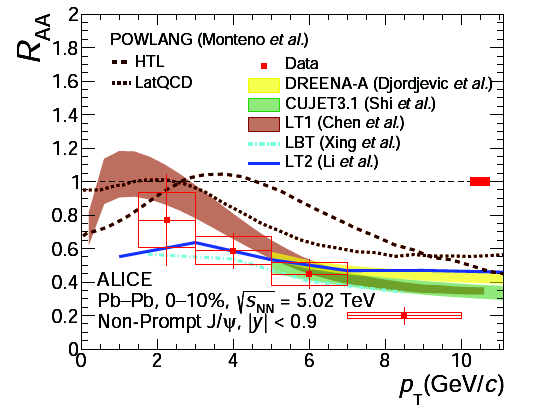 R_AA
2
1.8
1.6
1.4
1.2
1
0.8
0.6
0.4
0.2
0
POWLANG (Monteno et al.)
HTL
LatQCD
Data
DREENA-A (Djordjevic et al.)
CUJET3.1 (Shi et al.)
LT1 (Chen et al.)
LBT (Xing et al.)
LT2 (Li et al.)
ALICE
Pb–Pb, 0–10%, √s_NN = 5.02 TeV
Non-Prompt J/ψ, |y| < 0.9
0 2 4 6 8 10
p_T (GeV/c)